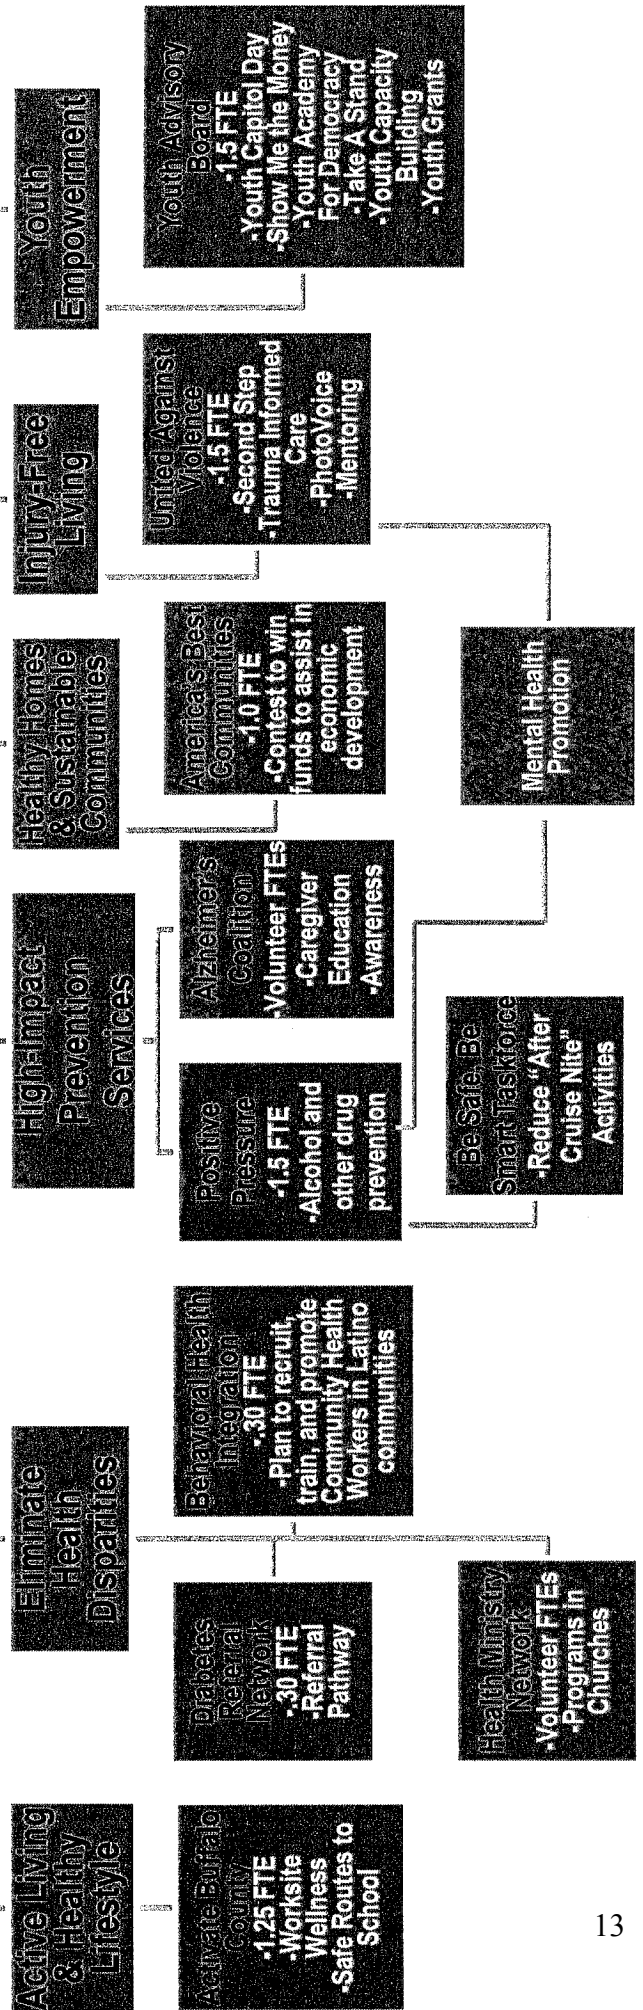 Active Living
& Healthy
Lifestyle
Activate Buffalo
County
-1.25 FTE
-Worksite
Wellness
-Safe Routes to
School
Eliminate
Health
Disparities
Diabetes
Referral
Network
-.30 FTE
-Referral
Pathway
Behavioral Health
Integration
-.30 FTE
-Plan to recruit,
train, and promote
Community Health
Workers in Latino
communities
Health Ministry
Network
-Volunteer FTEs
-Programs in
Churches
High-Impact
Prevention
Services
Positive
Pressure
-1.5 FTE
-Alcohol and
other drug
prevention
Alzheimer's
Coalition
-Volunteer FTEs
-Caregiver
Education
-Awareness
Be Safe, Be
Smart Taskforce
-Reduce "After
Cruise Nite"
Activities
Healthy Homes
& Sustainable
Communities
America's Best
Communities
-1.0 FTE
-Contest to win
funds to assist in
economic
development
Injury-Free
Living
United Against
Violence
-1.5 FTE
-Second Step
-Trauma Informed
Care
-PhotoVoice
-Mentoring
Mental Health
Promotion
Youth
Empowerment
Youth Advisory
Board
-1.5 FTE
-Youth Capitol Day
-Show Me the Money
-Youth Academy
For Democracy
-Take A Stand
-Youth Capacity
Building
-Youth Grants
13